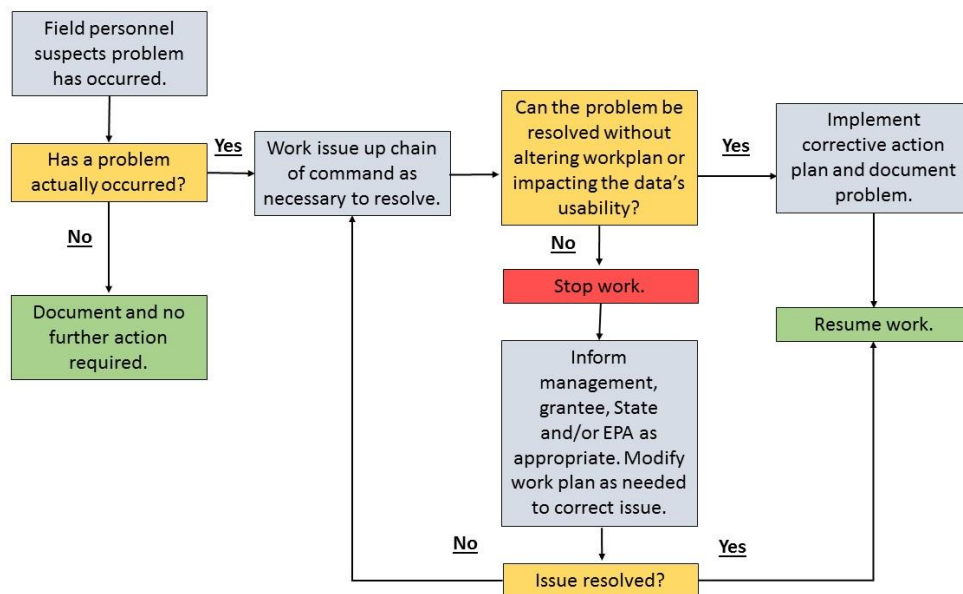 Field personnel
suspects problem
has occurred.
Has a problem
actually occurred?
Yes
No
Document and no
further action
required.
Work issue up chain
of command as
necessary to resolve.
Can the problem be
resolved without
altering workplan or
impacting the data's
usability?
Yes
No
Implement
corrective action
plan and document
problem.
Stop work.
Resume work.
Inform
management,
grantee, State
and/or EPA as
appropriate. Modify
work plan as needed
to correct issue.
No
Yes
Issue resolved?